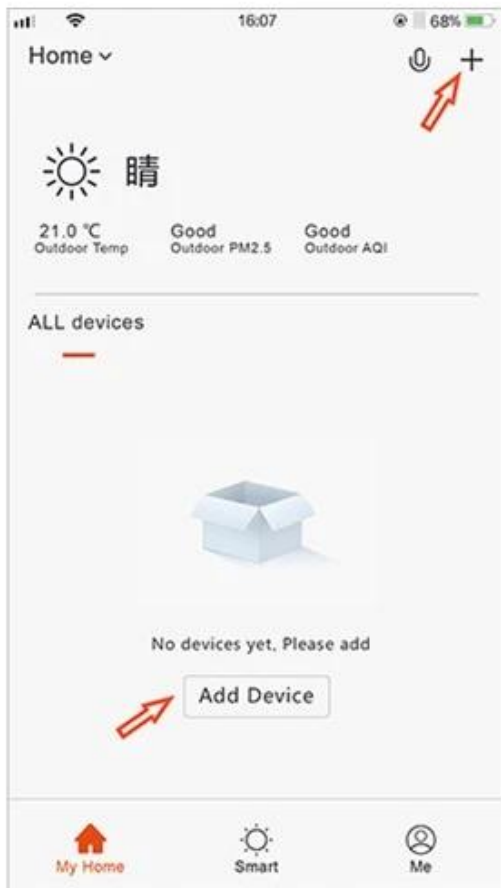 16:07
68%
Home
晴
21.0 ℃ Good Good
Outdoor Temp Outdoor PM2.5 Outdoor AQI
ALL devices
No devices yet, Please add
Add Device
My Home Smart Me